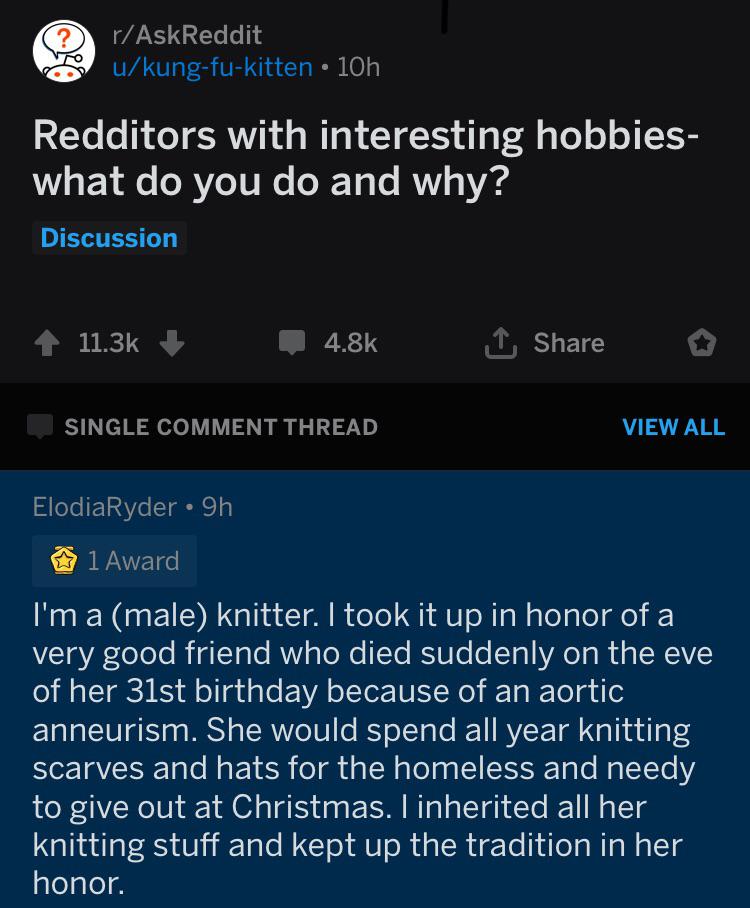 r/AskReddit
u/kung-fu-kitten • 10h
Redditors with interesting hobbies-
what do you do and why?
Discussion
11.3k 4.8k Share
SINGLE COMMENT THREAD VIEW ALL
ElodiaRyder • 9h
1 Award
I'm a (male) knitter. I took it up in honor of a
very good friend who died suddenly on the eve
of her 31st birthday because of an aortic
anneurism. She would spend all year knitting
scarves and hats for the homeless and needy
to give out at Christmas. I inherited all her
knitting stuff and kept up the tradition in her
honor.